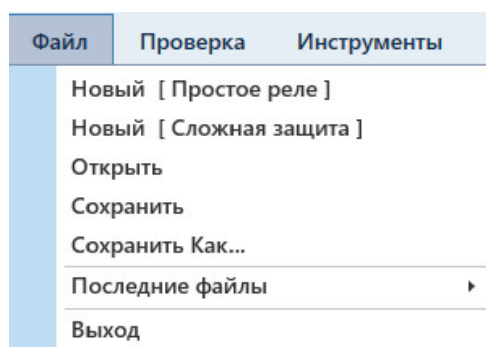 Файл Проверка Инструменты
Новый [ Простое реле ]
Новый [ Сложная защита ]
Открыть
Сохранить
Сохранить Как...
Последние файлы
Выход